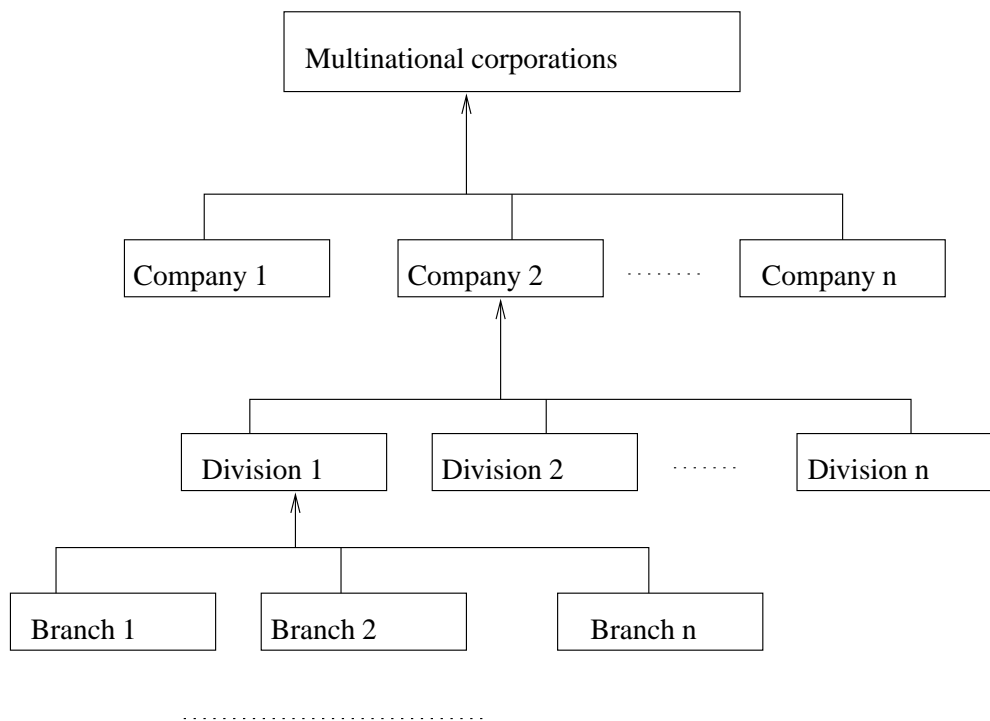 Multinational corporations
Company 1
Company 2
........
Company n
Division 1
Division 2
.......
Division n
Branch 1
Branch 2
Branch n
...............................